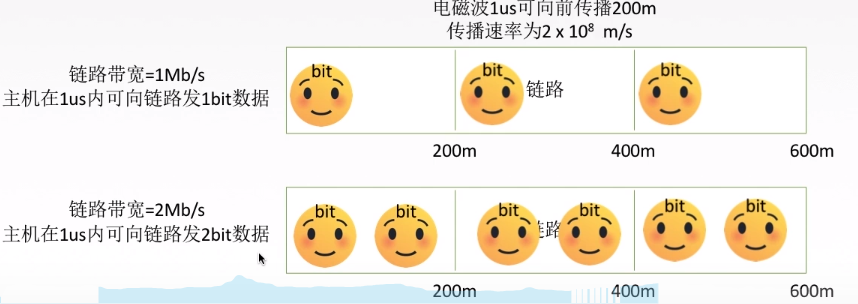 电磁波1us可向前传播200m
传播速率为2 x 10⁸ m/s
链路带宽=1Mb/s
主机在1us内可向链路发1bit数据
bit
bit
链路
bit
200m
400m
600m
链路带宽=2Mb/s
主机在1us内可向链路发2bit数据
bit
bit
bit
链路
bit
bit
bit
200m
400m
600m